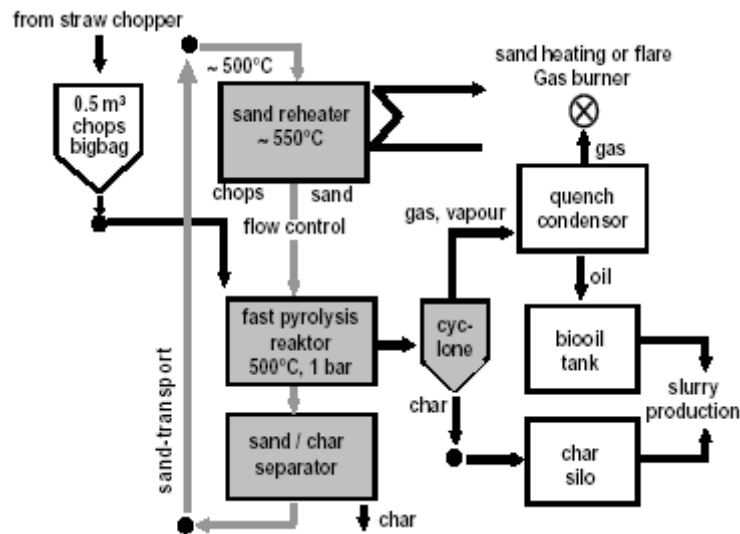 from straw chopper
~ 500°C
0.5 m³
chops
bigbag
sand reheater
~ 550°C
sand heating or flare
Gas burner
gas
quench
condensor
chops
sand
flow control
gas, vapour
oil
fast pyrolysis
reaktor
500°C, 1 bar
cyc-
lone
biooil
tank
slurry
production
char
sand / char
separator
char
silo
char
sand-transport